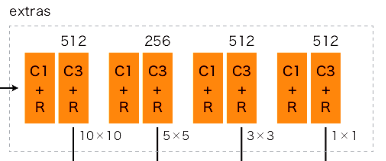 extras
512 256 512 512
C1 C3 C1 C3 C1 C3 C1 C3
+ + + + + + + +
R R R R R R R R
10×10 5×5 3×3 1×1